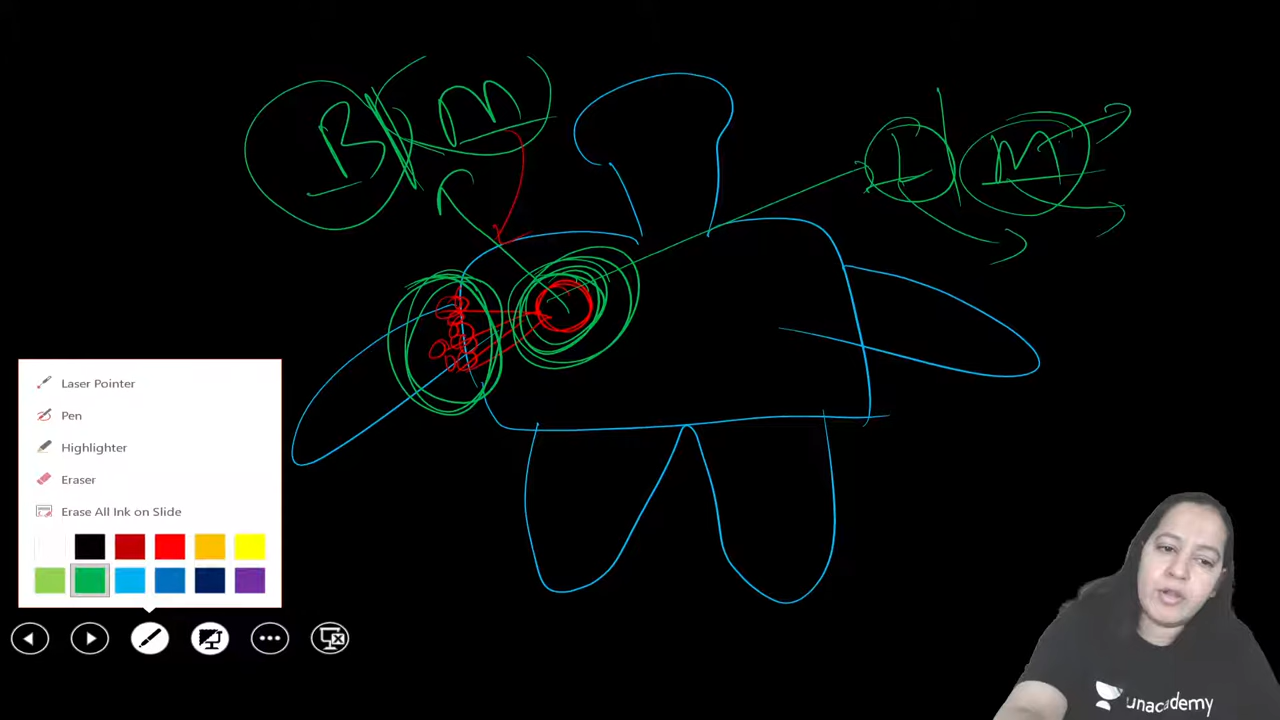 B m
L m
Laser Pointer
Pen
Highlighter
Eraser
Erase All Ink on Slide
unacademy